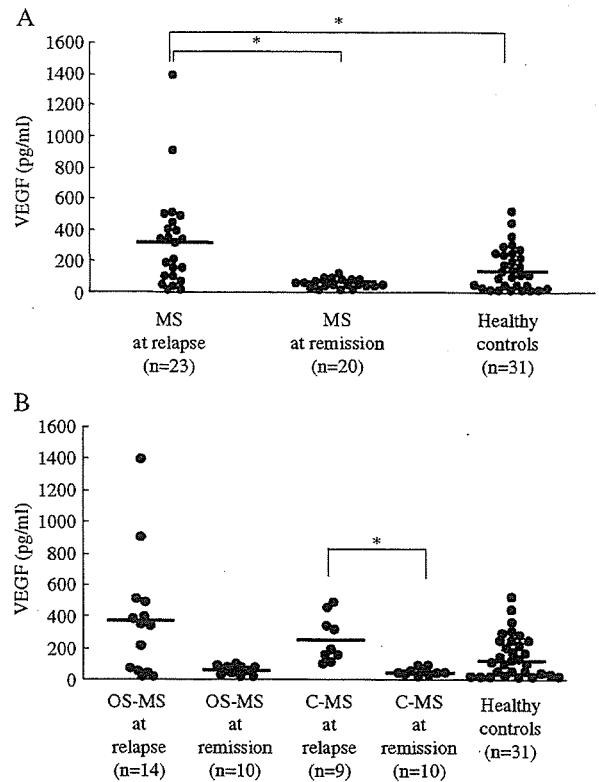 A
*
*
1600
1400
1200
1000
800
600
400
200
0
VEGF (pg/ml)
MS
at relapse
(n=23)
MS
at remission
(n=20)
Healthy
controls
(n=31)
B
1600
1400
1200
1000
800
600
400
200
0
VEGF (pg/ml)
*
OS-MS
at
relapse
(n=14)
OS-MS
at
remission
(n=10)
C-MS
at
relapse
(n=9)
C-MS
at
remission
(n=10)
Healthy
controls
(n=31)